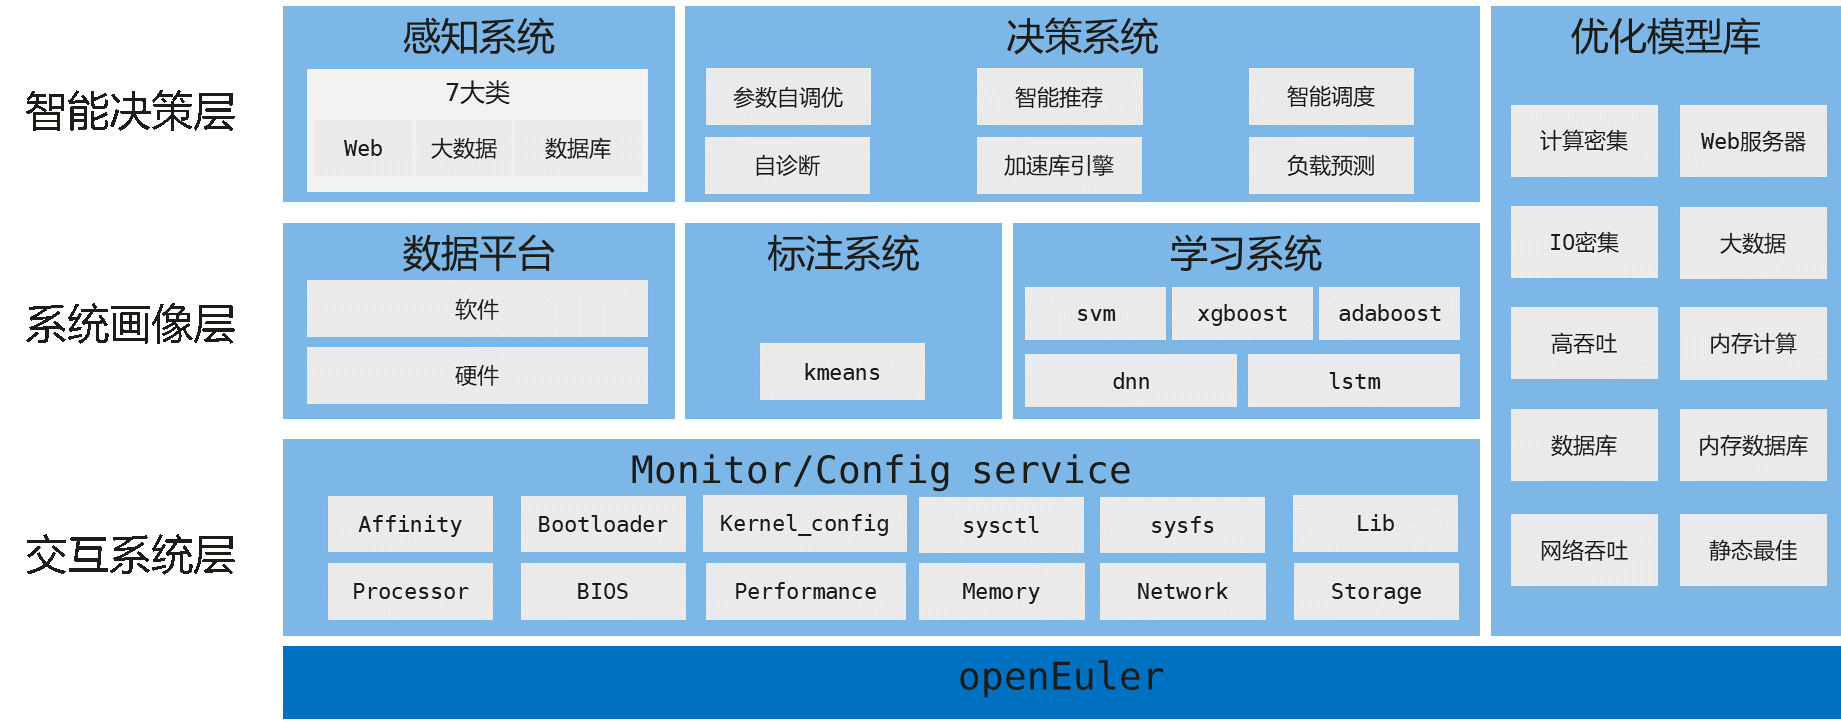 智能决策层
感知系统
7大类
Web
大数据
数据库
决策系统
参数自调优
智能推荐
智能调度
自诊断
加速库引擎
负载预测
系统画像层
数据平台
软件
硬件
标注系统
kmeans
学习系统
svm
xgboost
adaboost
dnn
lstm
交互系统层
Monitor/Config service
Affinity
Bootloader
Kernel_config
sysctl
sysfs
Lib
Processor
BIOS
Performance
Memory
Network
Storage
优化模型库
计算密集
Web服务器
IO密集
大数据
高吞吐
内存计算
数据库
内存数据库
网络吞吐
静态最佳
openEuler